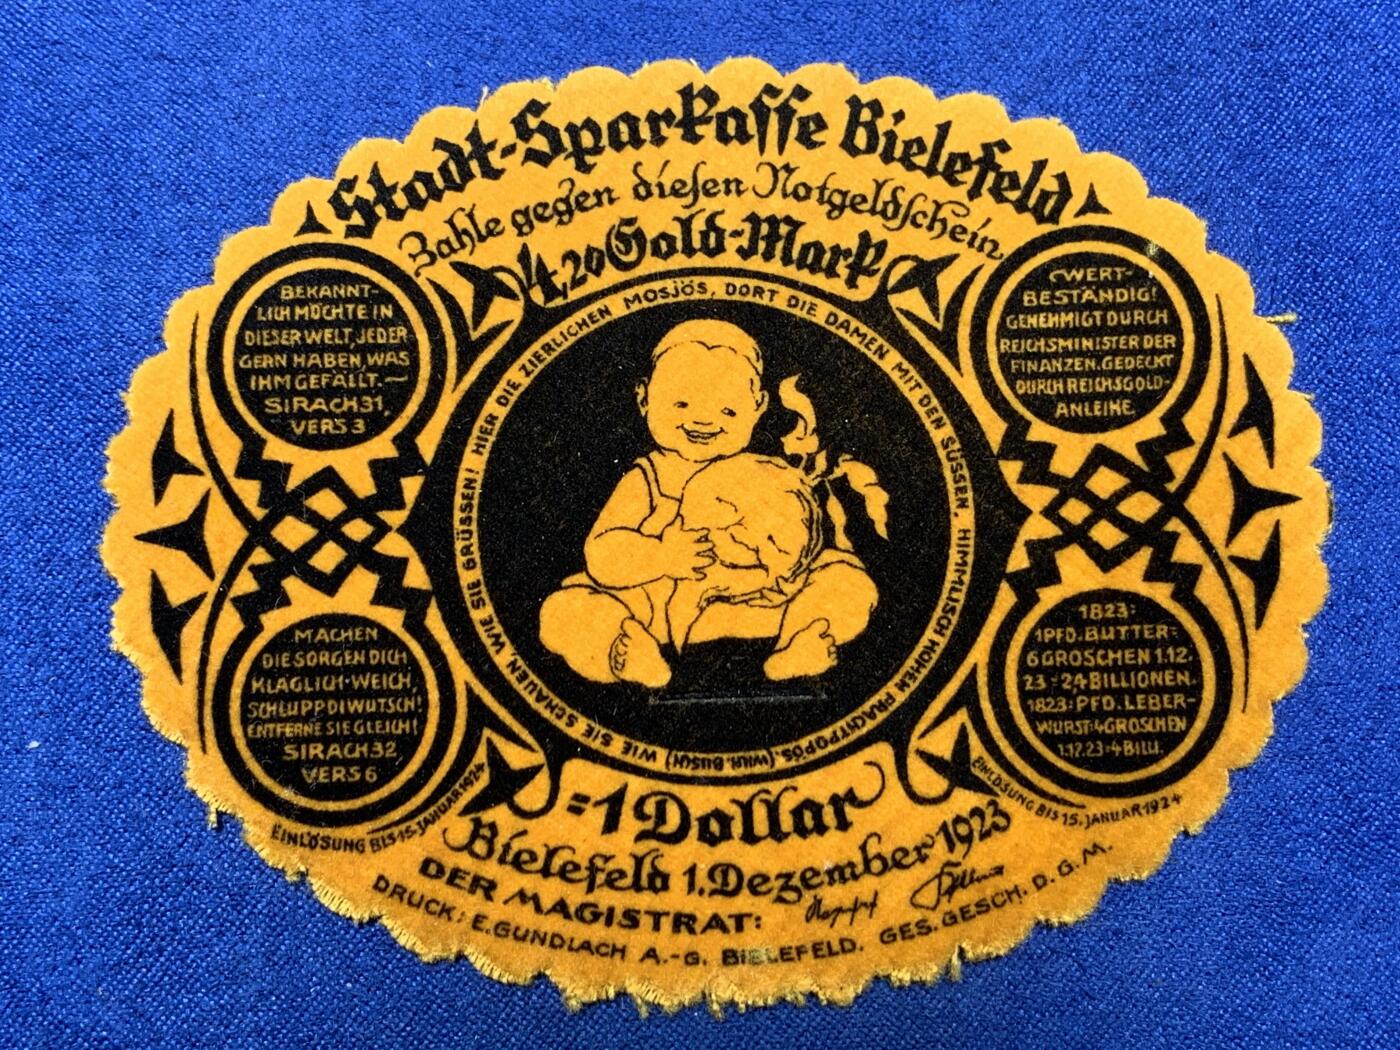 Stadt-Sparkasse Bielefeld
Zahle gegen diesen Notgeldschein
4,20 Gold-Mark
BEKANNT-
LICH MÖCHTE IN
DIESER WELT, JEDER
GERN HABEN, WAS
IHM GEFÄLLT.—
SIRACH 31,
VERS 3
WERT-
BESTÄNDIG!
GENEHMIGT DURCH
REICHSMINISTER DER
FINANZEN. GEDECKT
DURCH REICHSGOLD-
ANLEIHE.
HIER DIE ZIERLICHEN MOSJÖS, DORT DIE DAMEN MIT DEN SÜSSEN, HIMMLISCH HOHEN PRACHTPOPÖS, (WILH. BUSCH) WIE SIE SCHAUEN, WIE SIE GRÜSSEN!
MACHEN
DIE SORGEN DICH
KLÄGLICH-WEICH,
SCHLUPPDIWUTSCH!
ENTFERNE SIE GLEICH!
SIRACH 32
VERS 6
1823:
1 PFD. BUTTER=
6 GROSCHEN 1.12.
23=2,4 BILLIONEN.
1823: PFD. LEBER-
WURST: 4 GROSCHEN
1.12.23:4 BILLI.
EINLÖSUNG BIS 15. JANUAR 1924
EINLÖSUNG BIS 15. JANUAR 1924
=1 Dollar
Bielefeld 1. Dezember 1923
DER MAGISTRAT:
DRUCK: E. GUNDLACH A.-G. BIELEFELD. GES. GESCH. D. G. M.